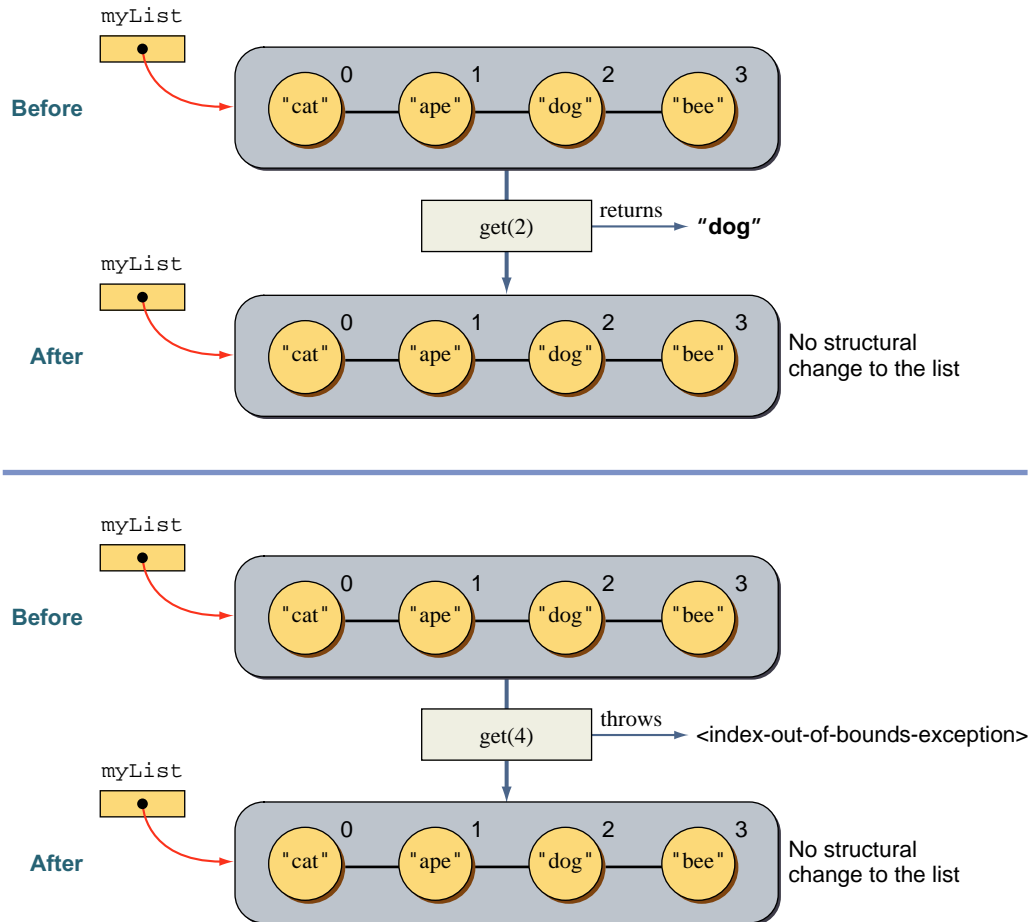 myList
Before
0 1 2 3
"cat" "ape" "dog" "bee"
get(2)
returns
"dog"
myList
After
0 1 2 3
"cat" "ape" "dog" "bee"
No structural
change to the list
myList
Before
0 1 2 3
"cat" "ape" "dog" "bee"
get(4)
throws
<index-out-of-bounds-exception>
myList
After
0 1 2 3
"cat" "ape" "dog" "bee"
No structural
change to the list